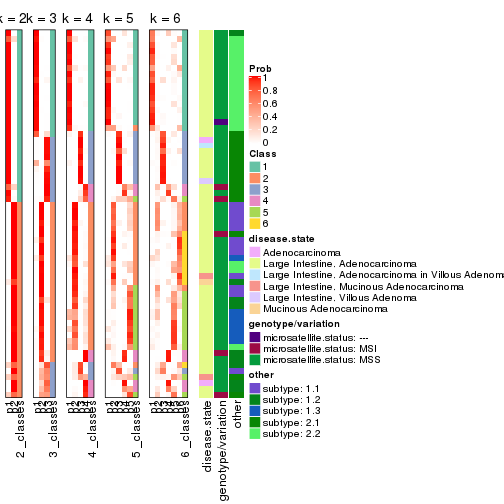 k = 2 k = 3 k = 4 k = 5 k = 6
Prob
1
0.8
0.6
0.4
0.2
0
Class
1
2
3
4
5
6
disease.state
Adenocarcinoma
Large Intestine. Adenocarcinoma
Large Intestine. Adenocarcinoma in Villous Adenom
Large Intestine. Mucinous Adenocarcinoma
Large Intestine. Villous Adenoma
Mucinous Adenocarcinoma
genotype/variation
microsatellite.status: ---
microsatellite.status: MSI
microsatellite.status: MSS
other
subtype: 1.1
subtype: 1.2
subtype: 1.3
subtype: 2.1
subtype: 2.2
2_classes
3_classes
4_classes
5_classes
6_classes
disease.state
genotype/variation
other